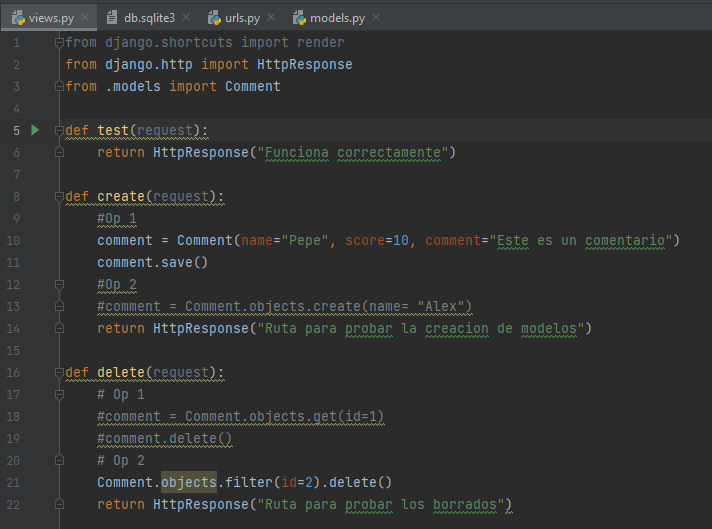 views.py db.sqlite3 urls.py models.py
1 from django.shortcuts import render
2 from django.http import HttpResponse
3 from .models import Comment
4
5 def test(request):
6 return HttpResponse("Funciona correctamente")
7
8 def create(request):
9 #Op 1
10 comment = Comment(name="Pepe", score=10, comment="Este es un comentario")
11 comment.save()
12 #Op 2
13 #comment = Comment.objects.create(name= "Alex")
14 return HttpResponse("Ruta para probar la creacion de modelos")
15
16 def delete(request):
17 # Op 1
18 #comment = Comment.objects.get(id=1)
19 #comment.delete()
20 # Op 2
21 Comment.objects.filter(id=2).delete()
22 return HttpResponse("Ruta para probar los borrados")